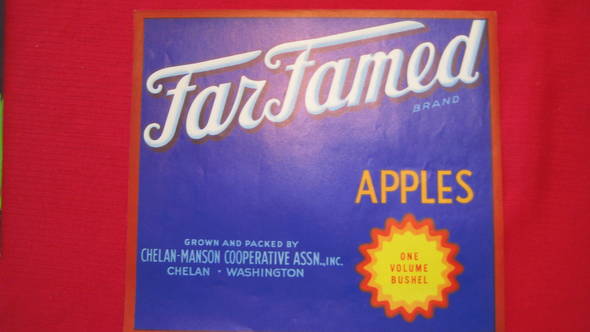 FarFamed
BRAND
APPLES
GROWN AND PACKED BY
CHELAN-MANSON COOPERATIVE ASSN.,INC.
CHELAN - WASHINGTON
ONE
VOLUME
BUSHEL